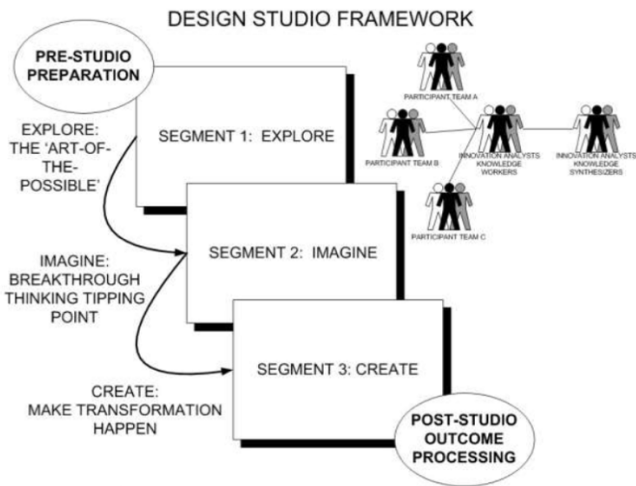 DESIGN STUDIO FRAMEWORK
PRE-STUDIO
PREPARATION
EXPLORE:
THE 'ART-OF-
THE-
POSSIBLE'
SEGMENT 1: EXPLORE
PARTICIPANT TEAM A
PARTICIPANT TEAM B
INNOVATION ANALYSTS
KNOWLEDGE
WORKERS
INNOVATION ANALYSTS
KNOWLEDGE
SYNTHESIZERS
PARTICIPANT TEAM C
IMAGINE:
BREAKTHROUGH
THINKING TIPPING
POINT
SEGMENT 2: IMAGINE
CREATE:
MAKE TRANSFORMATION
HAPPEN
SEGMENT 3: CREATE
POST-STUDIO
OUTCOME
PROCESSING